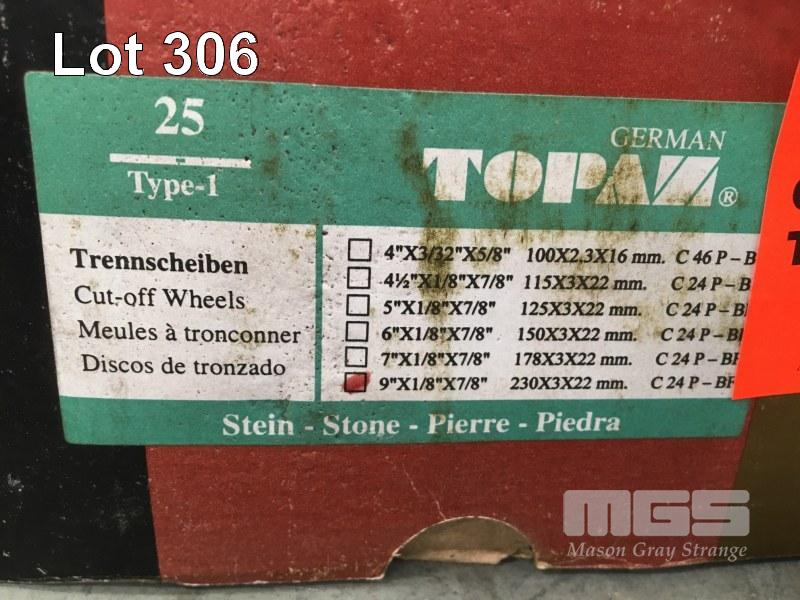 Lot 306
25
Type-1
GERMAN
TOPAZ®
Trennscheiben
Cut-off Wheels
Meules à tronconner
Discos de tronzado
4"X3/32"X5/8" 100X2,3X16 mm. C 46 P – B
4½"X1/8"X7/8" 115X3X22 mm. C 24 P – B
5"X1/8"X7/8" 125X3X22 mm. C 24 P – B
6"X1/8"X7/8" 150X3X22 mm. C 24 P – B
7"X1/8"X7/8" 178X3X22 mm. C 24 P – BF
9"X1/8"X7/8" 230X3X22 mm. C 24 P – BF
Stein - Stone - Pierre - Piedra
MGS
Mason Gray Strange